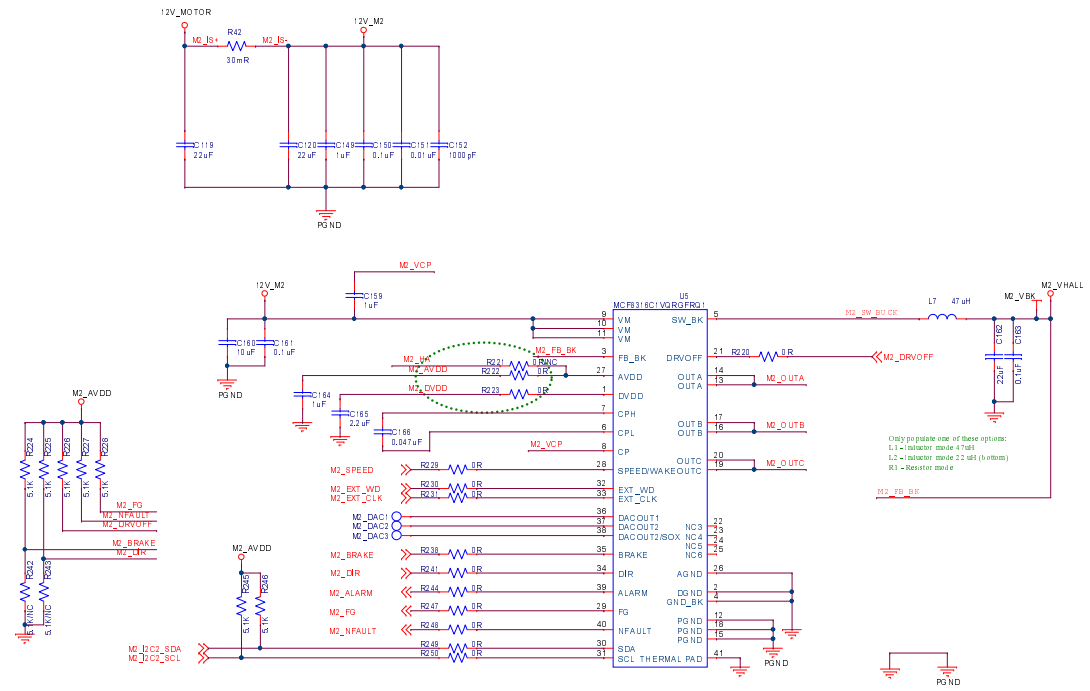 12V_MOTOR
M2_IS+
R42
30mR
M2_IS-
12V_M2
C119
22uF
C120
22uF
C149
1uF
C150
0.1uF
C151
0.01uF
C152
1000pF
PGND
M2_VCP
12V_M2
C159
1uF
C160
10uF
C161
0.1uF
PGND
U5
MCF8316C1VQRGFRQ1
9 VM
10 VM
11 VM
3 FB_BK
27 AVDD
1 DVDD
7 CPH
6 CPL
8 CP
28 SPEED/WAKE
32 EXT_WD
33 EXT_CLK
36 DACOUT1
37 DACOUT2
38 DACOUT2/SOX
35 BRAKE
34 DIR
39 ALARM
29 FG
40 NFAULT
30 SDA
31 SCL
SW_BK 5
DRVOFF 21
OUTA 14
OUTA 13
OUTB 17
OUTB 16
OUTC 20
OUTC 19
NC3 22
NC4 23
NC5 24
NC6 25
AGND 26
DGND 2
GND_BK 4
PGND 12
PGND 18
PGND 15
THERMAL PAD 41
M2_HA
M2_AVDD
M2_DVDD
M2_FB_BK
R221 0R/NC
R222 0R
R223 0R
C164
1uF
C165
2.2uF
C166
0.047uF
M2_VCP
M2_SPEED R229 0R
M2_EXT_WD R230 0R
M2_EXT_CLK R231 0R
M2_DAC1
M2_DAC2
M2_DAC3
M2_BRAKE R239 0R
M2_DIR R241 0R
M2_ALARM R244 0R
M2_FG R247 0R
M2_NFAULT R248 0R
M2_I2C2_SDA R249 0R
M2_I2C2_SCL R250 0R
M2_AVDD
R224 5.1K
R225 5.1K
R226 5.1K
R227 5.1K
R228 5.1K
M2_FG
M2_NFAULT
M2_DRVOFF
M2_BRAKE
M2_DIR
R242 5.1K/NC
R243 5.1K/NC
M2_AVDD
R245 5.1K
R246 5.1K
M2_SW_BUCK
L7 47uH
M2_VBK
M2_VHALL
C162
22uF
C163
0.1uF
R220 0R
M2_DRVOFF
M2_OUTA
M2_OUTB
M2_OUTC
Only populate one of these options:
L1 - Inductor mode 47uH
L2 - Inductor mode 22uH (bottom)
R1 - Resistor mode
M2_FB_BK
PGND
PGND